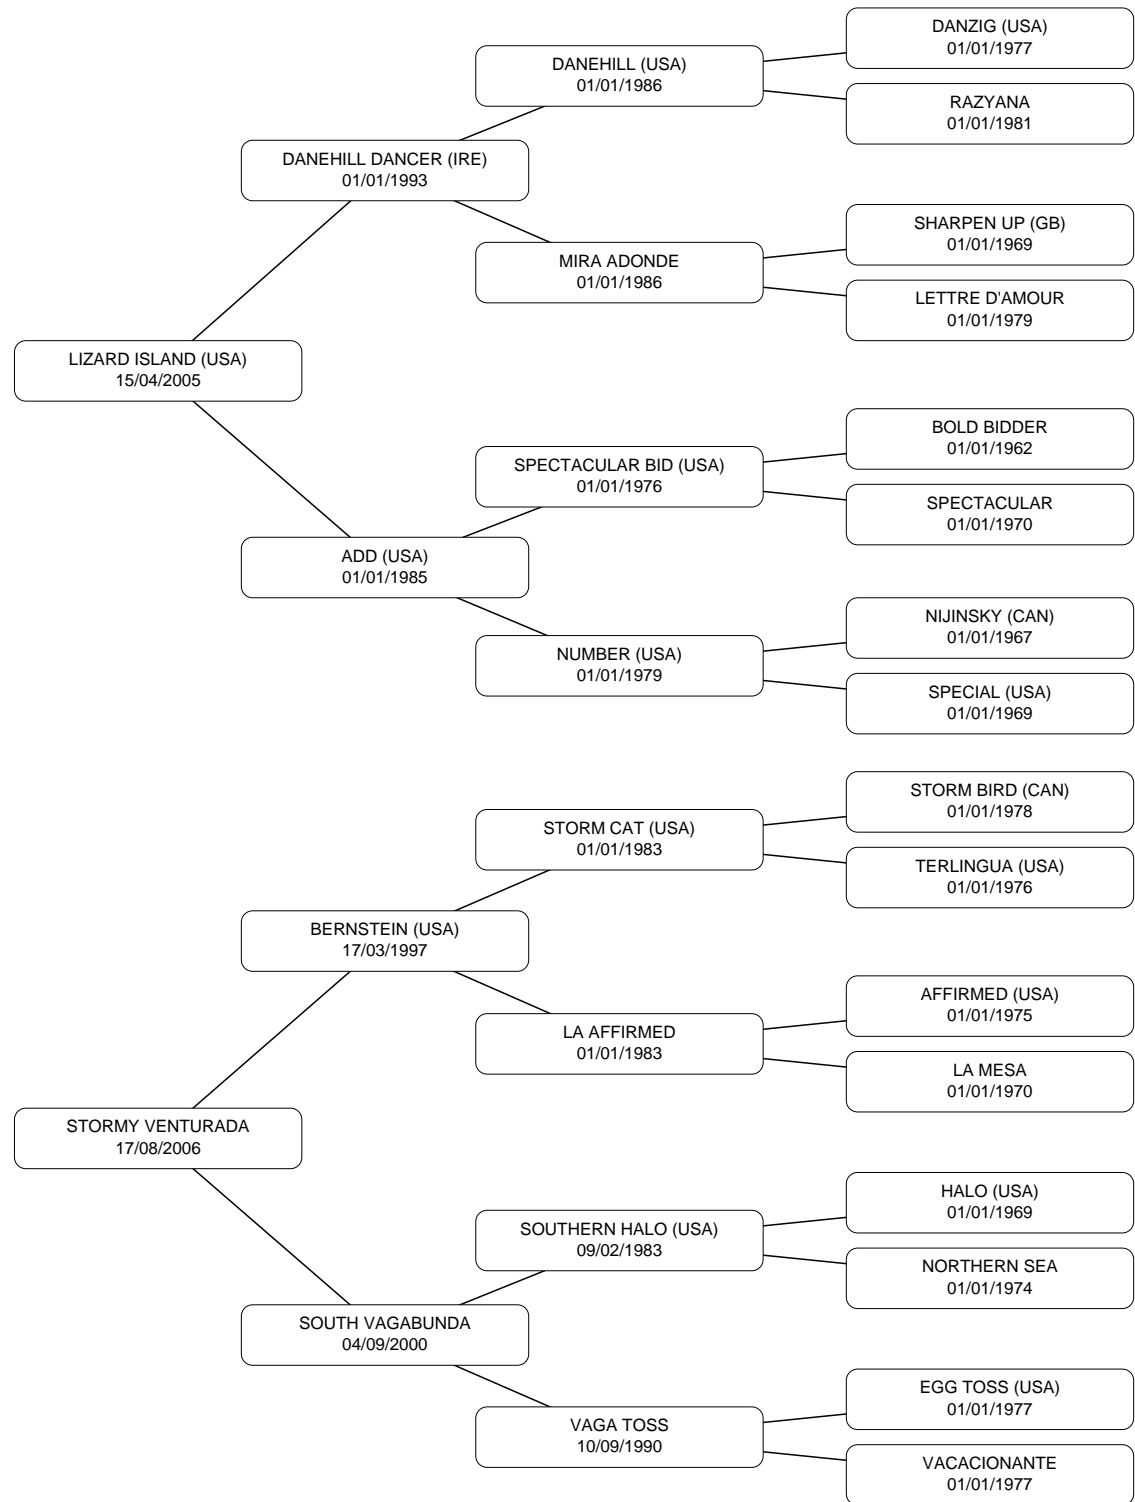 DANZIG (USA)
01/01/1977
DANEHILL (USA)
01/01/1986
RAZYANA
01/01/1981
DANEHILL DANCER (IRE)
01/01/1993
SHARPEN UP (GB)
01/01/1969
MIRA ADONDE
01/01/1986
LETTRE D'AMOUR
01/01/1979
LIZARD ISLAND (USA)
15/04/2005
BOLD BIDDER
01/01/1962
SPECTACULAR BID (USA)
01/01/1976
SPECTACULAR
01/01/1970
ADD (USA)
01/01/1985
NIJINSKY (CAN)
01/01/1967
NUMBER (USA)
01/01/1979
SPECIAL (USA)
01/01/1969
STORM BIRD (CAN)
01/01/1978
STORM CAT (USA)
01/01/1983
TERLINGUA (USA)
01/01/1976
BERNSTEIN (USA)
17/03/1997
AFFIRMED (USA)
01/01/1975
LA AFFIRMED
01/01/1983
LA MESA
01/01/1970
STORMY VENTURADA
17/08/2006
HALO (USA)
01/01/1969
SOUTHERN HALO (USA)
09/02/1983
NORTHERN SEA
01/01/1974
SOUTH VAGABUNDA
04/09/2000
EGG TOSS (USA)
01/01/1977
VAGA TOSS
10/09/1990
VACACIONANTE
01/01/1977